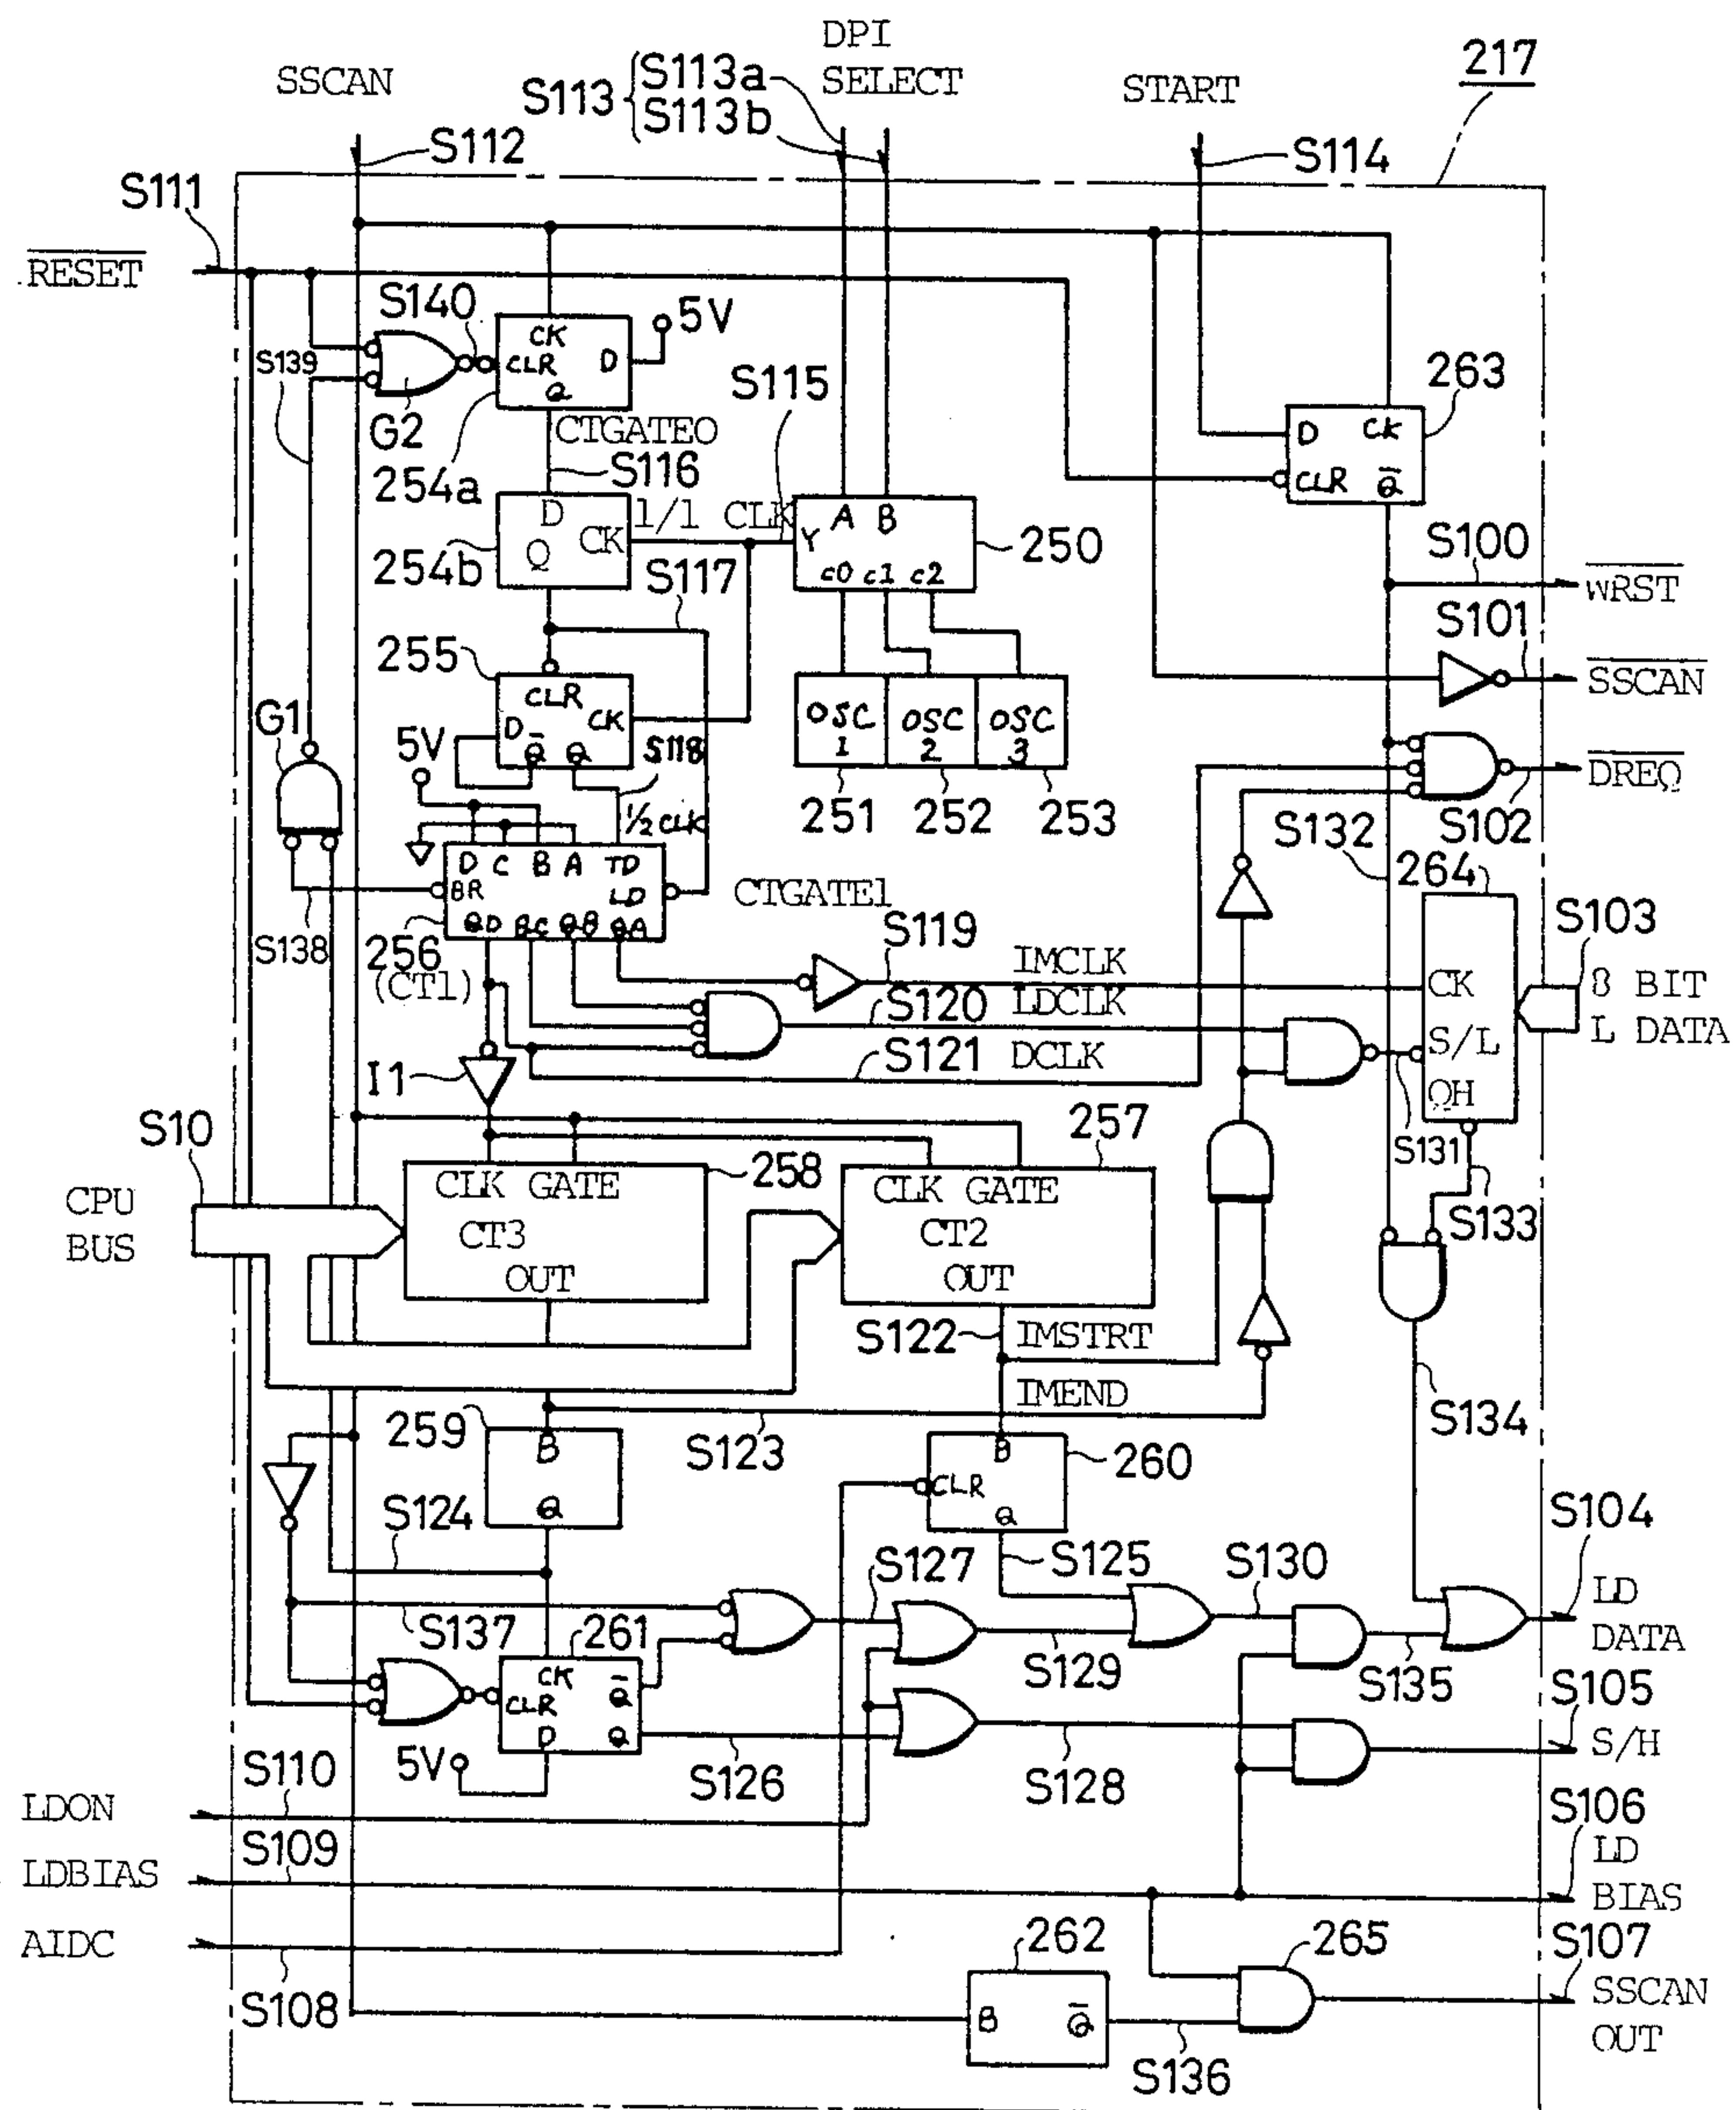 DPI
SSCAN
S113
S113a
S113b
SELECT
START
217
S112
S114
S111
RESET
S140
5V
CK
CLR
D
Q
S139
G2
S115
263
D
CK
CLR
Q
CTGATE0
S116
254a
D
Q
CK
1/1 CLK
A
B
Y
c0
c1
c2
250
S100
WRST
254b
S117
S101
SSCAN
255
CLR
D
CK
Q
Q
S118
OSC
1
OSC
2
OSC
3
G1
5V
DREQ
251
252
253
S102
1/2 CLK
S132
264
D
C
B
A
TD
BR
LD
CTGATE1
QD
BC
QB
QA
S103
S138
256
(CT1)
S119
IMCLK
CK
8 BIT
L DATA
S120
LDCLK
S/L
S121
DCLK
I1
QH
S10
257
S131
258
CLK
GATE
CT3
OUT
CLK
GATE
CT2
OUT
CPU
BUS
S133
S122
IMSTRT
IMEND
S134
259
B
Q
S123
B
CLR
Q
260
S124
S104
S127
S125
S130
LD
DATA
S137
261
CK
CLR
Q
D
Q
S129
S135
S105
5V
S/H
S126
S128
S110
LDON
S106
LD
BIAS
S109
LDBIAS
AIDC
262
265
S107
S108
B
Q
SSCAN
OUT
S136